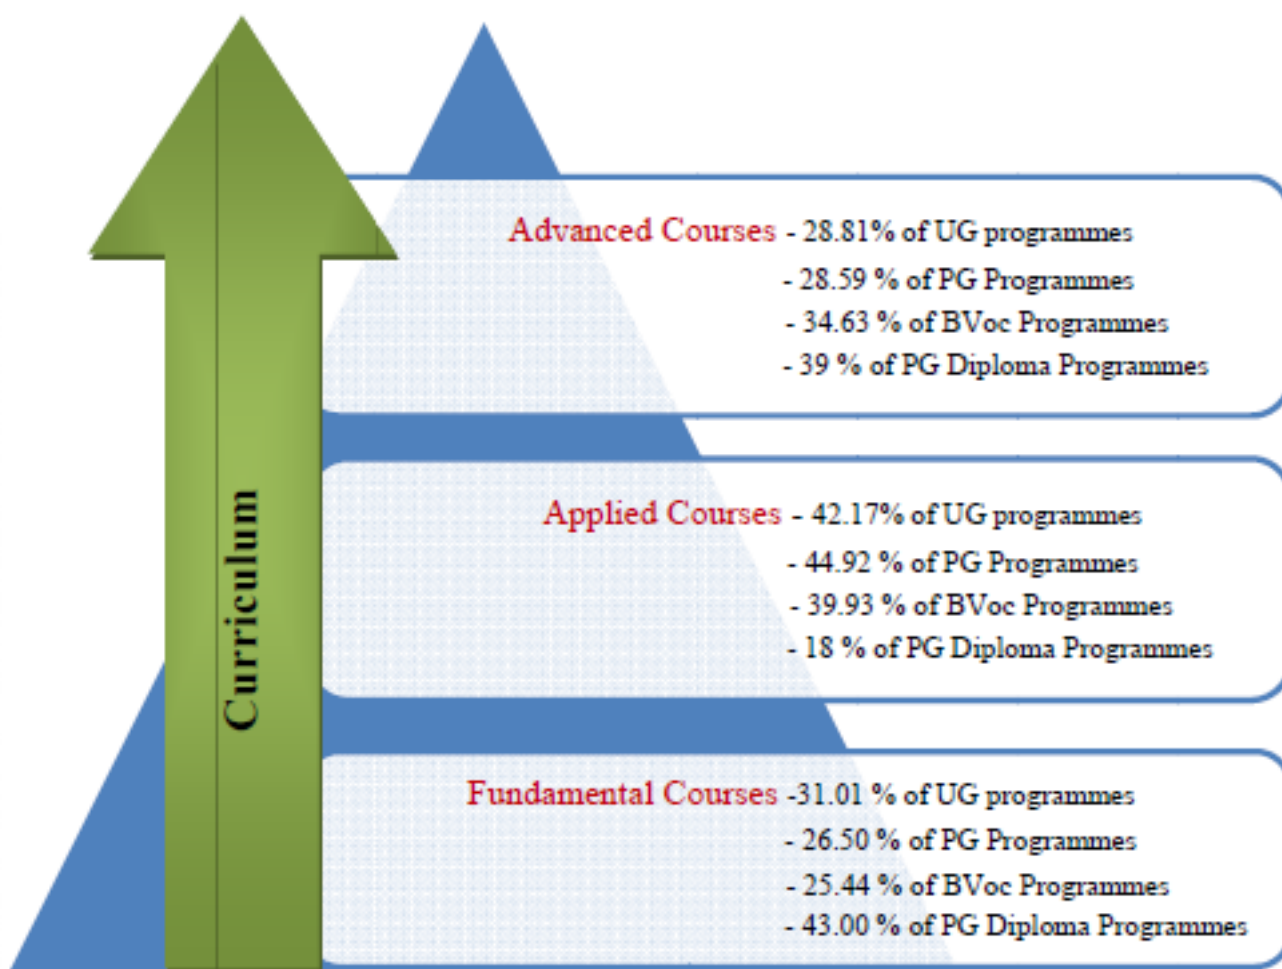 Advanced Courses - 28.81% of UG programmes
- 28.59 % of PG Programmes
- 34.63 % of BVoc Programmes
- 39 % of PG Diploma Programmes
Applied Courses - 42.17% of UG programmes
- 44.92 % of PG Programmes
- 39.93 % of BVoc Programmes
- 18 % of PG Diploma Programmes
Curriculum
Fundamental Courses -31.01 % of UG programmes
- 26.50 % of PG Programmes
- 25.44 % of BVoc Programmes
- 43.00 % of PG Diploma Programmes